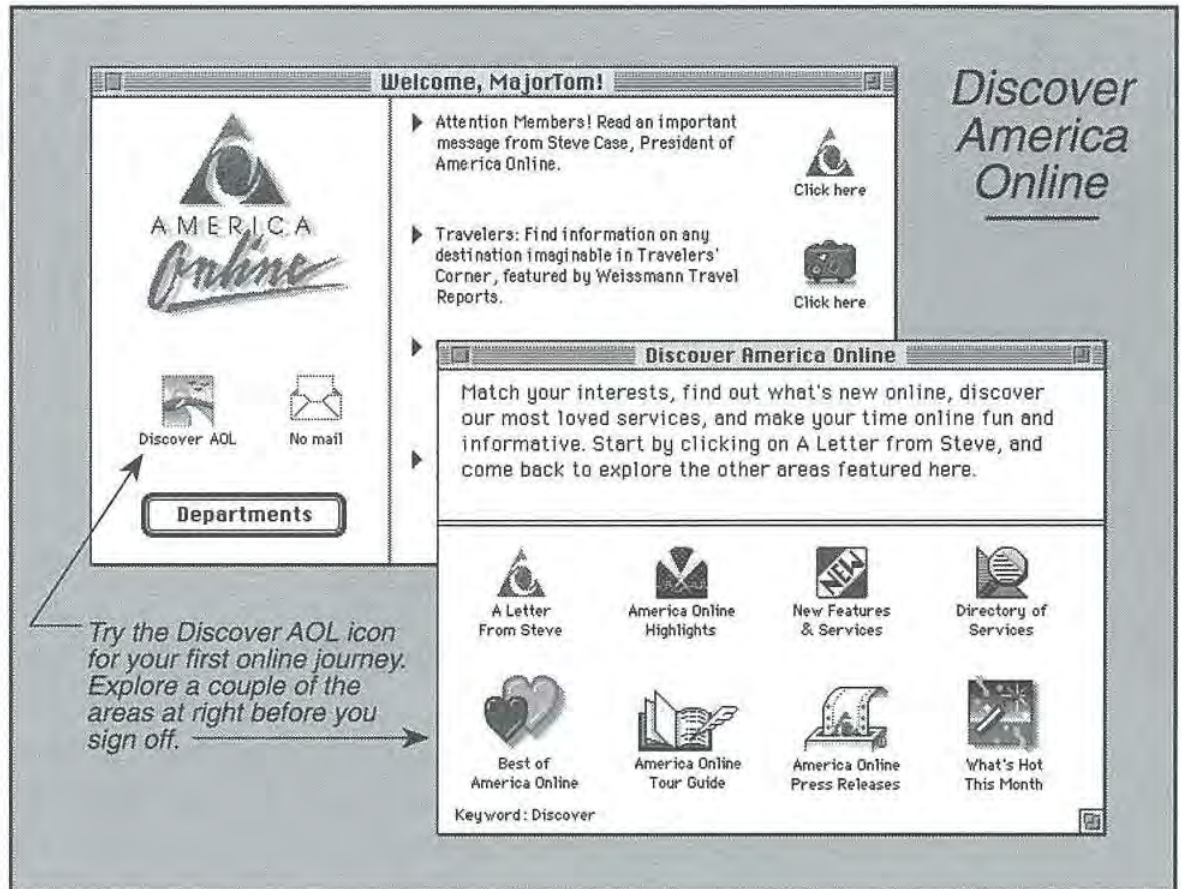 Discover
America
Online
Welcome, MajorTom!
AMERICA
Online
Discover AOL
No mail
Departments
Attention Members! Read an important
message from Steve Case, President of
America Online.
Click here
Travelers: Find information on any
destination imaginable in Travelers'
Corner, featured by Weissmann Travel
Reports.
Click here
Discover America Online
Match your interests, find out what's new online, discover
our most loved services, and make your time online fun and
informative. Start by clicking on A Letter from Steve, and
come back to explore the other areas featured here.
A Letter
From Steve
America Online
Highlights
NEW
New Features
& Services
Directory of
Services
Best of
America Online
America Online
Tour Guide
America Online
Press Releases
What's Hot
This Month
Keyword: Discover
Try the Discover AOL icon
for your first online journey.
Explore a couple of the
areas at right before you
sign off.